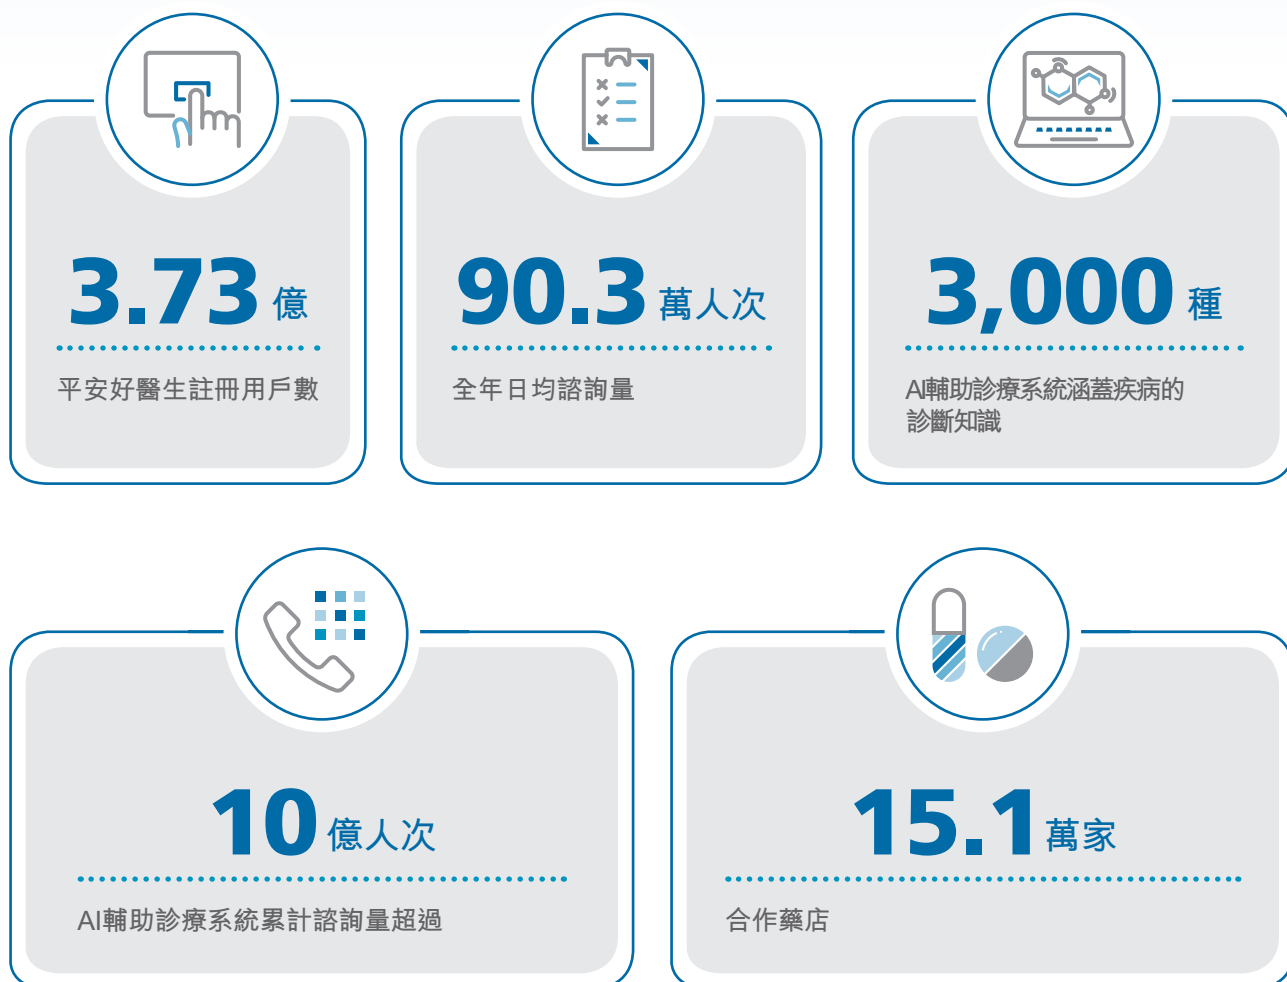 3.73 億
平安好醫生註冊用戶數
90.3 萬人次
全年日均諮詢量
3,000 種
AI輔助診療系統涵蓋疾病的
診斷知識
10 億人次
AI輔助診療系統累計諮詢量超過
15.1 萬家
合作藥店